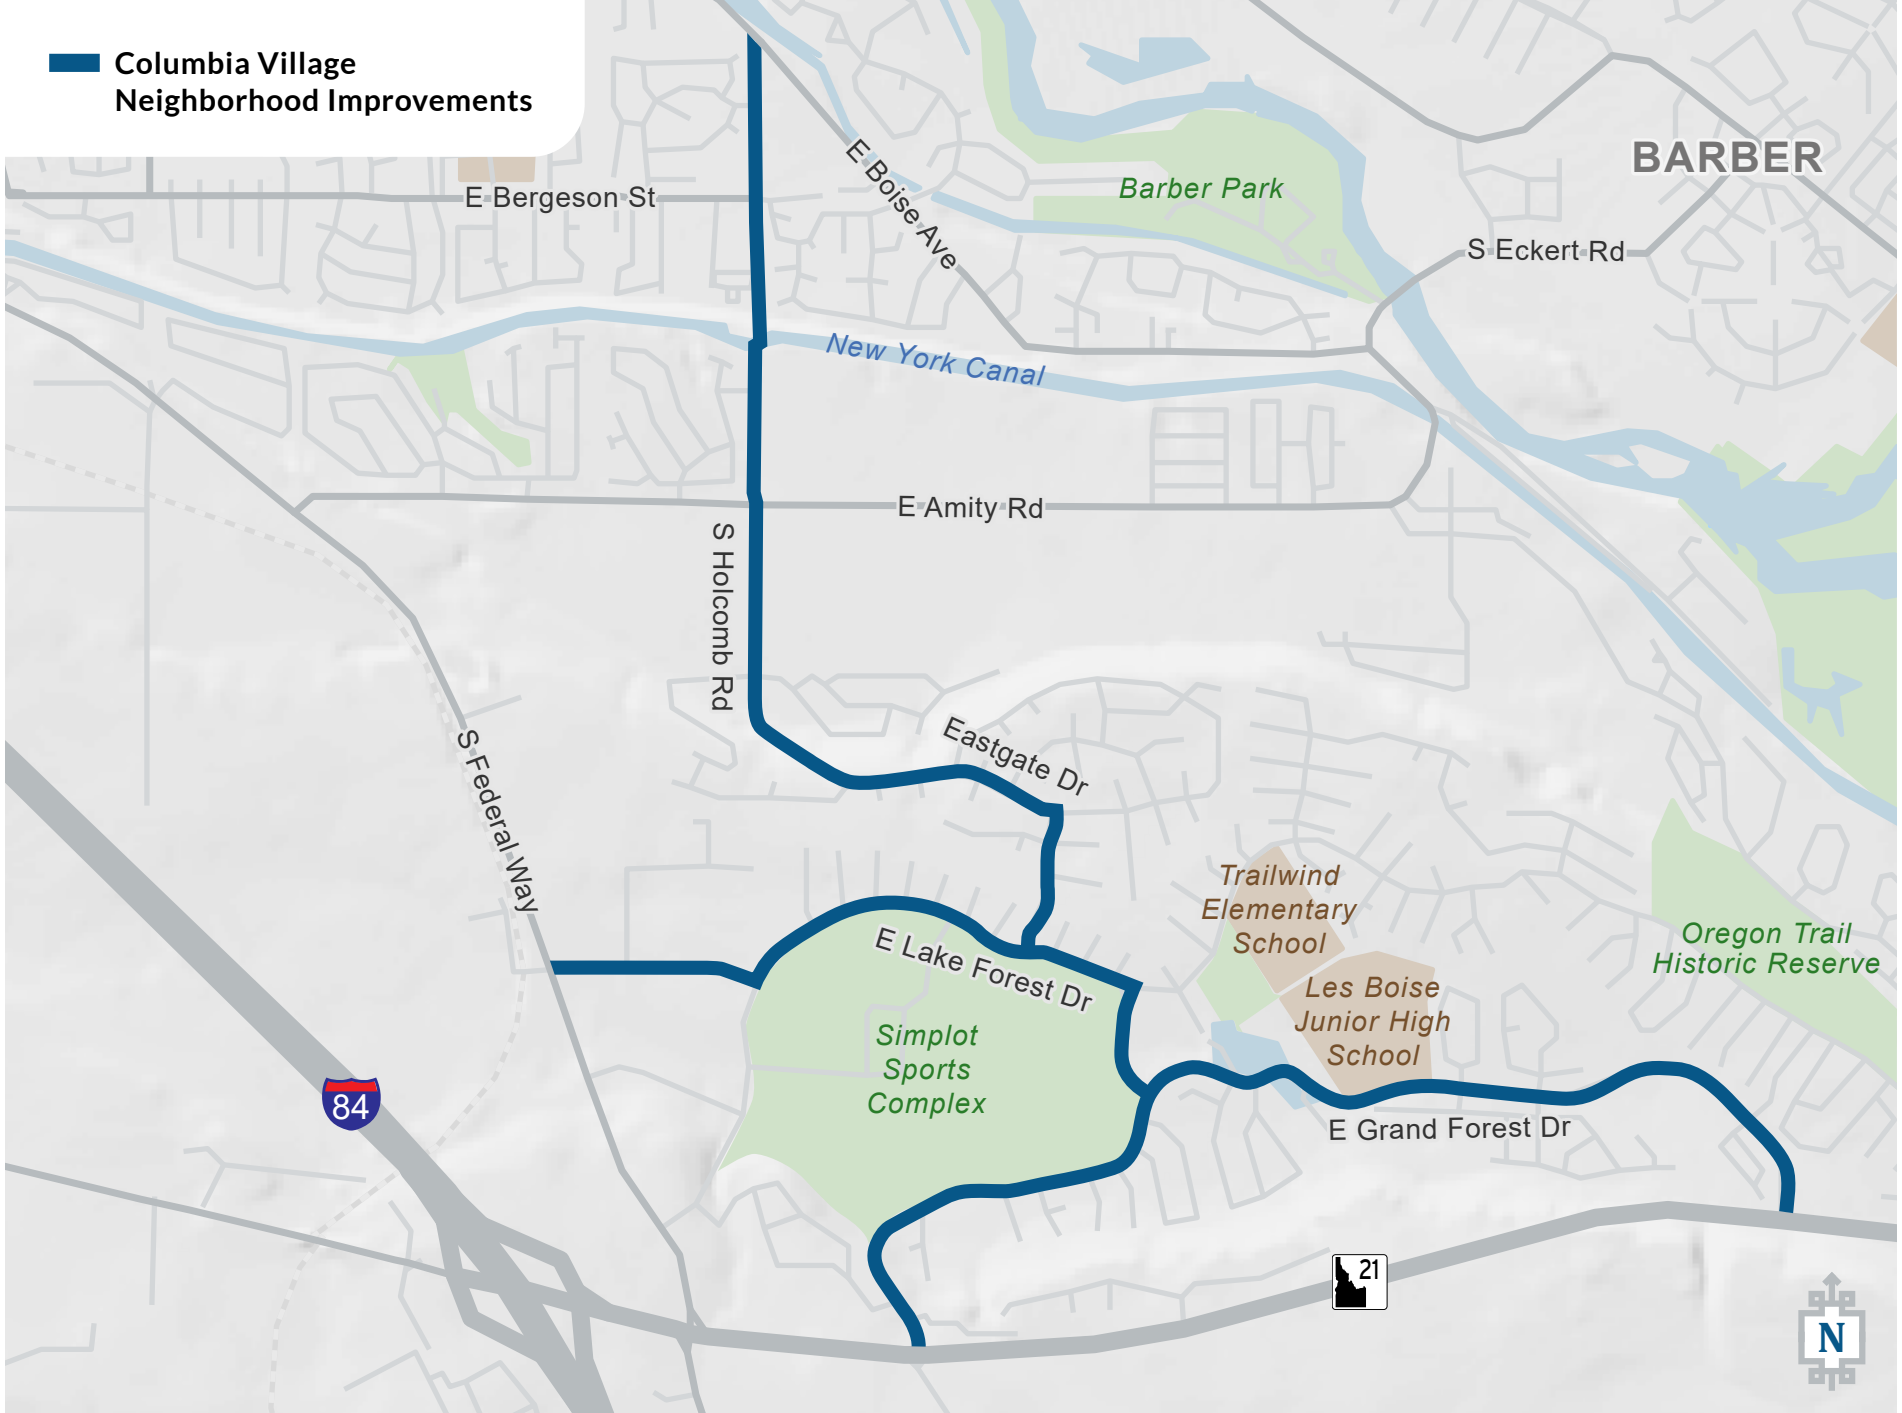 Columbia Village
Neighborhood Improvements
BARBER
E Boise Ave
Barber Park
E Bergeson St
S Eckert Rd
New York Canal
E Amity Rd
S Holcomb Rd
Eastgate Dr
S Federal Way
Trailwind
Elementary
School
E Lake Forest Dr
Oregon Trail
Historic Reserve
Les Boise
Junior High
School
Simplot
Sports
Complex
84
E Grand Forest Dr
21
N